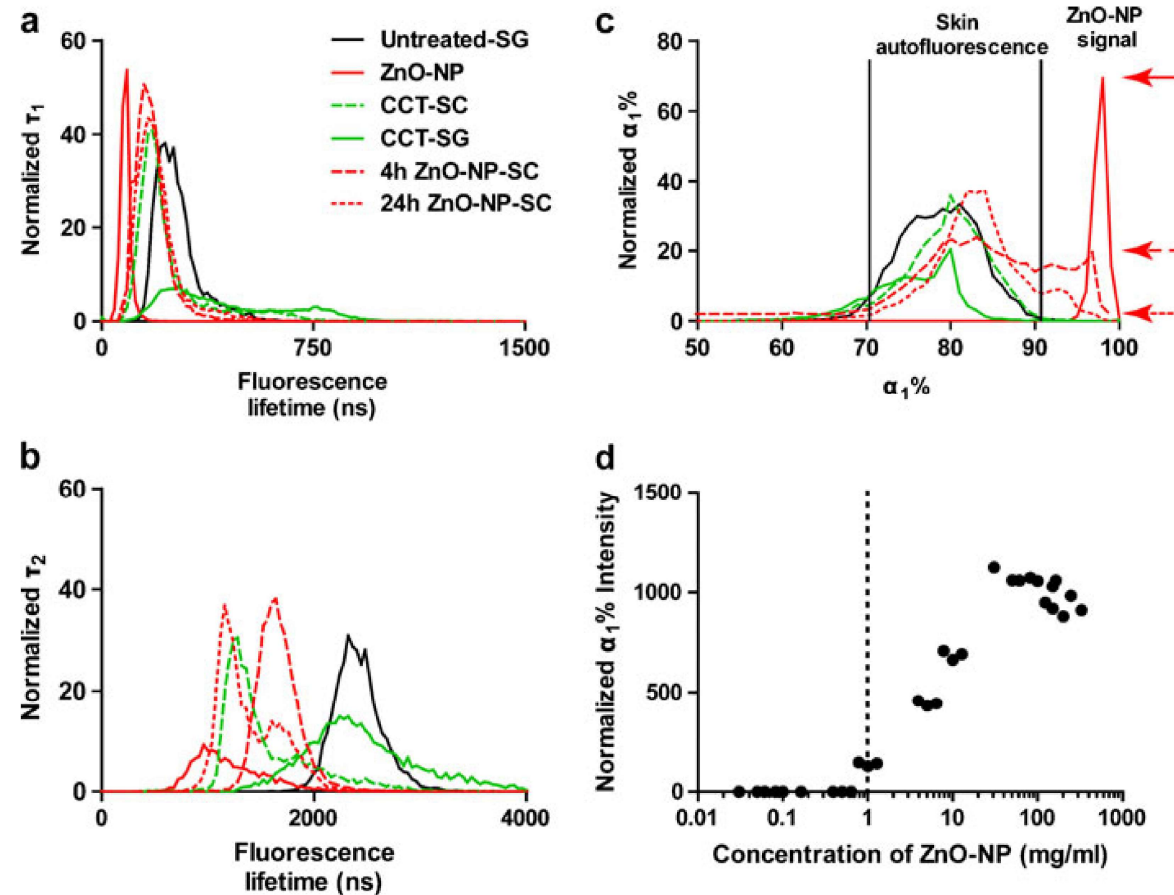 a
60
40
20
0
Normalized τ1
0 750 1500
Fluorescence
lifetime (ns)
Untreated-SG
ZnO-NP
CCT-SC
CCT-SG
4h ZnO-NP-SC
24h ZnO-NP-SC
c
Skin
autofluorescence
ZnO-NP
signal
80
60
40
20
0
Normalized α1%
50 60 70 80 90 100
α1%
b
60
40
20
0
Normalized τ2
0 2000 4000
Fluorescence
lifetime (ns)
d
1500
1000
500
0
Normalized α1% Intensity
0.01 0.1 1 10 100 1000
Concentration of ZnO-NP (mg/ml)